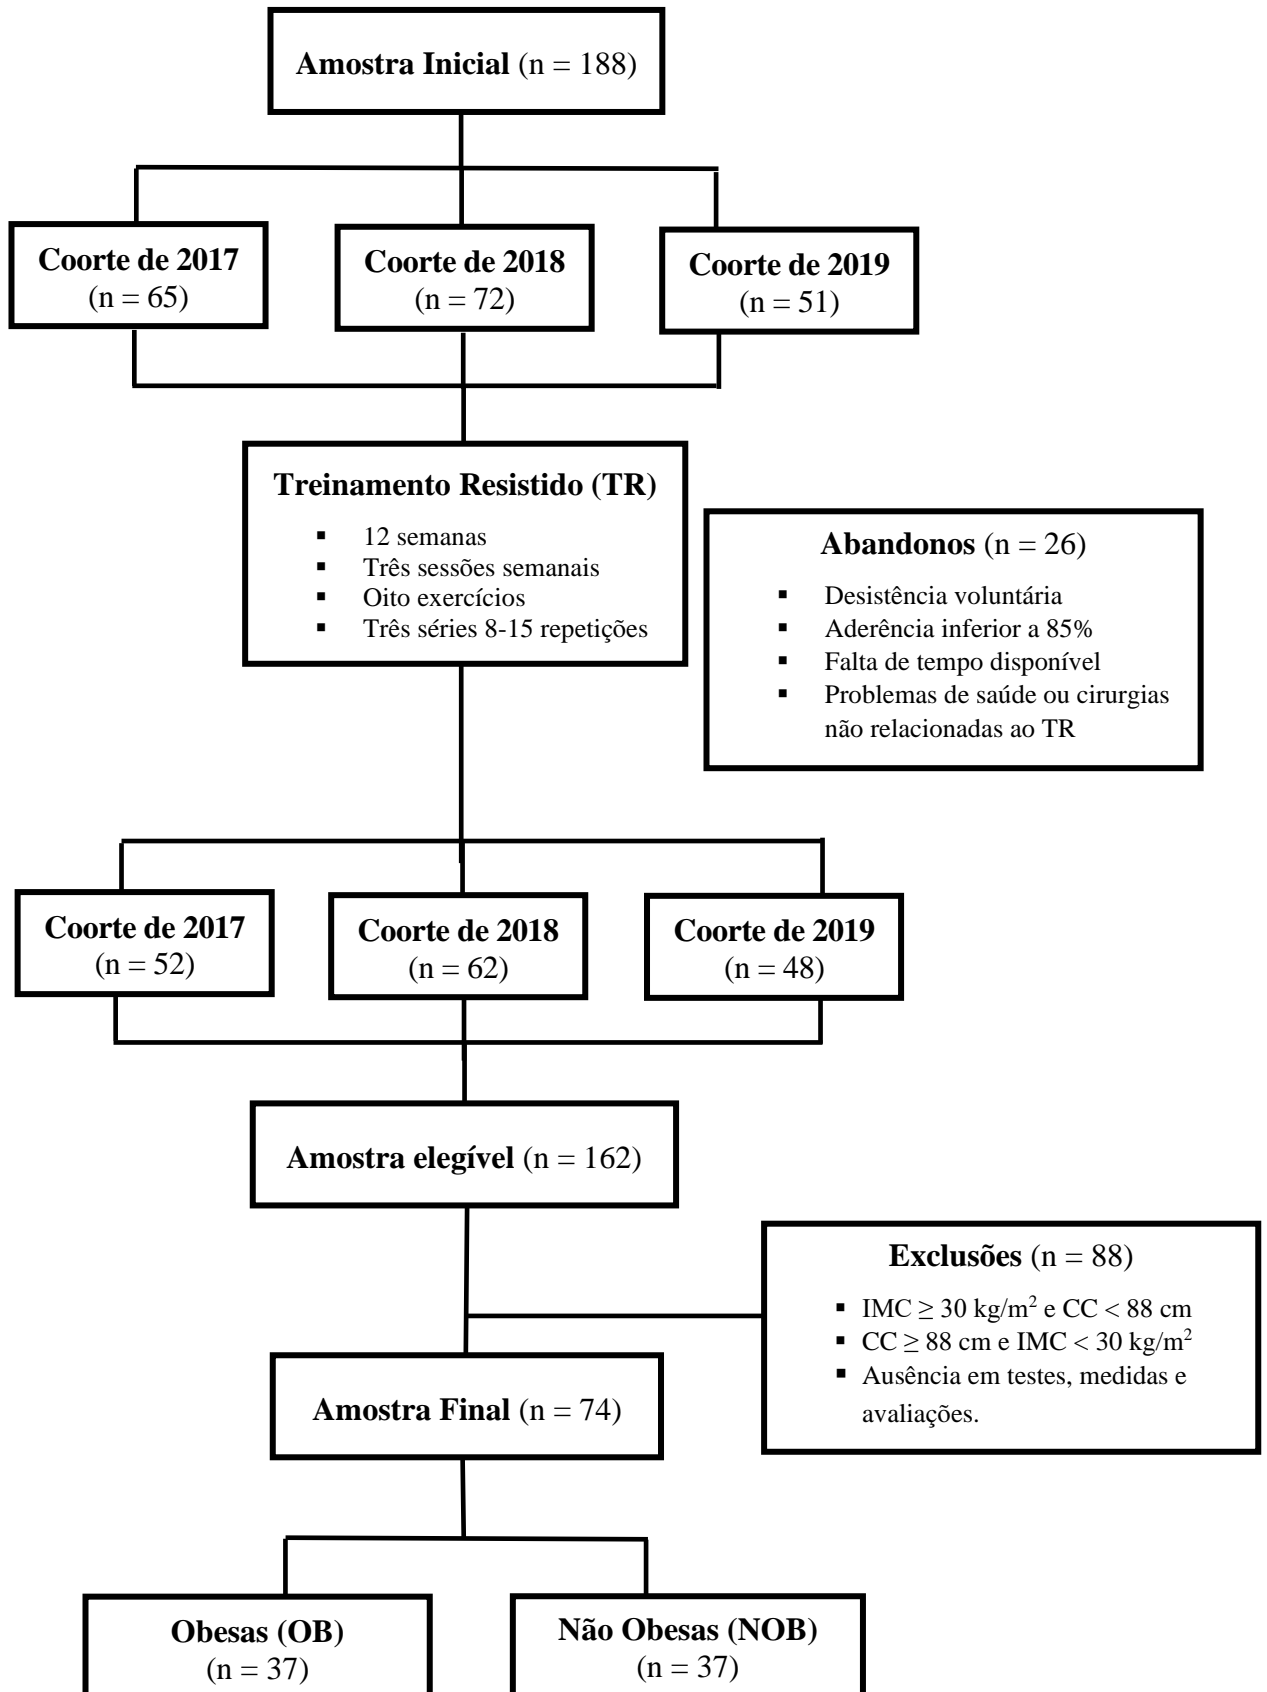 Amostra Inicial (n = 188)
Coorte de 2017
(n = 65)
Coorte de 2018
(n = 72)
Coorte de 2019
(n = 51)
Treinamento Resistido (TR)
▪ 12 semanas
▪ Três sessões semanais
▪ Oito exercícios
▪ Três séries 8-15 repetições
Abandonos (n = 26)
▪ Desistência voluntária
▪ Aderência inferior a 85%
▪ Falta de tempo disponível
▪ Problemas de saúde ou cirurgias
não relacionadas ao TR
Coorte de 2017
(n = 52)
Coorte de 2018
(n = 62)
Coorte de 2019
(n = 48)
Amostra elegível (n = 162)
Exclusões (n = 88)
▪ IMC ≥ 30 kg/m² e CC < 88 cm
▪ CC ≥ 88 cm e IMC < 30 kg/m²
▪ Ausência em testes, medidas e
avaliações.
Amostra Final (n = 74)
Obesas (OB)
(n = 37)
Não Obesas (NOB)
(n = 37)